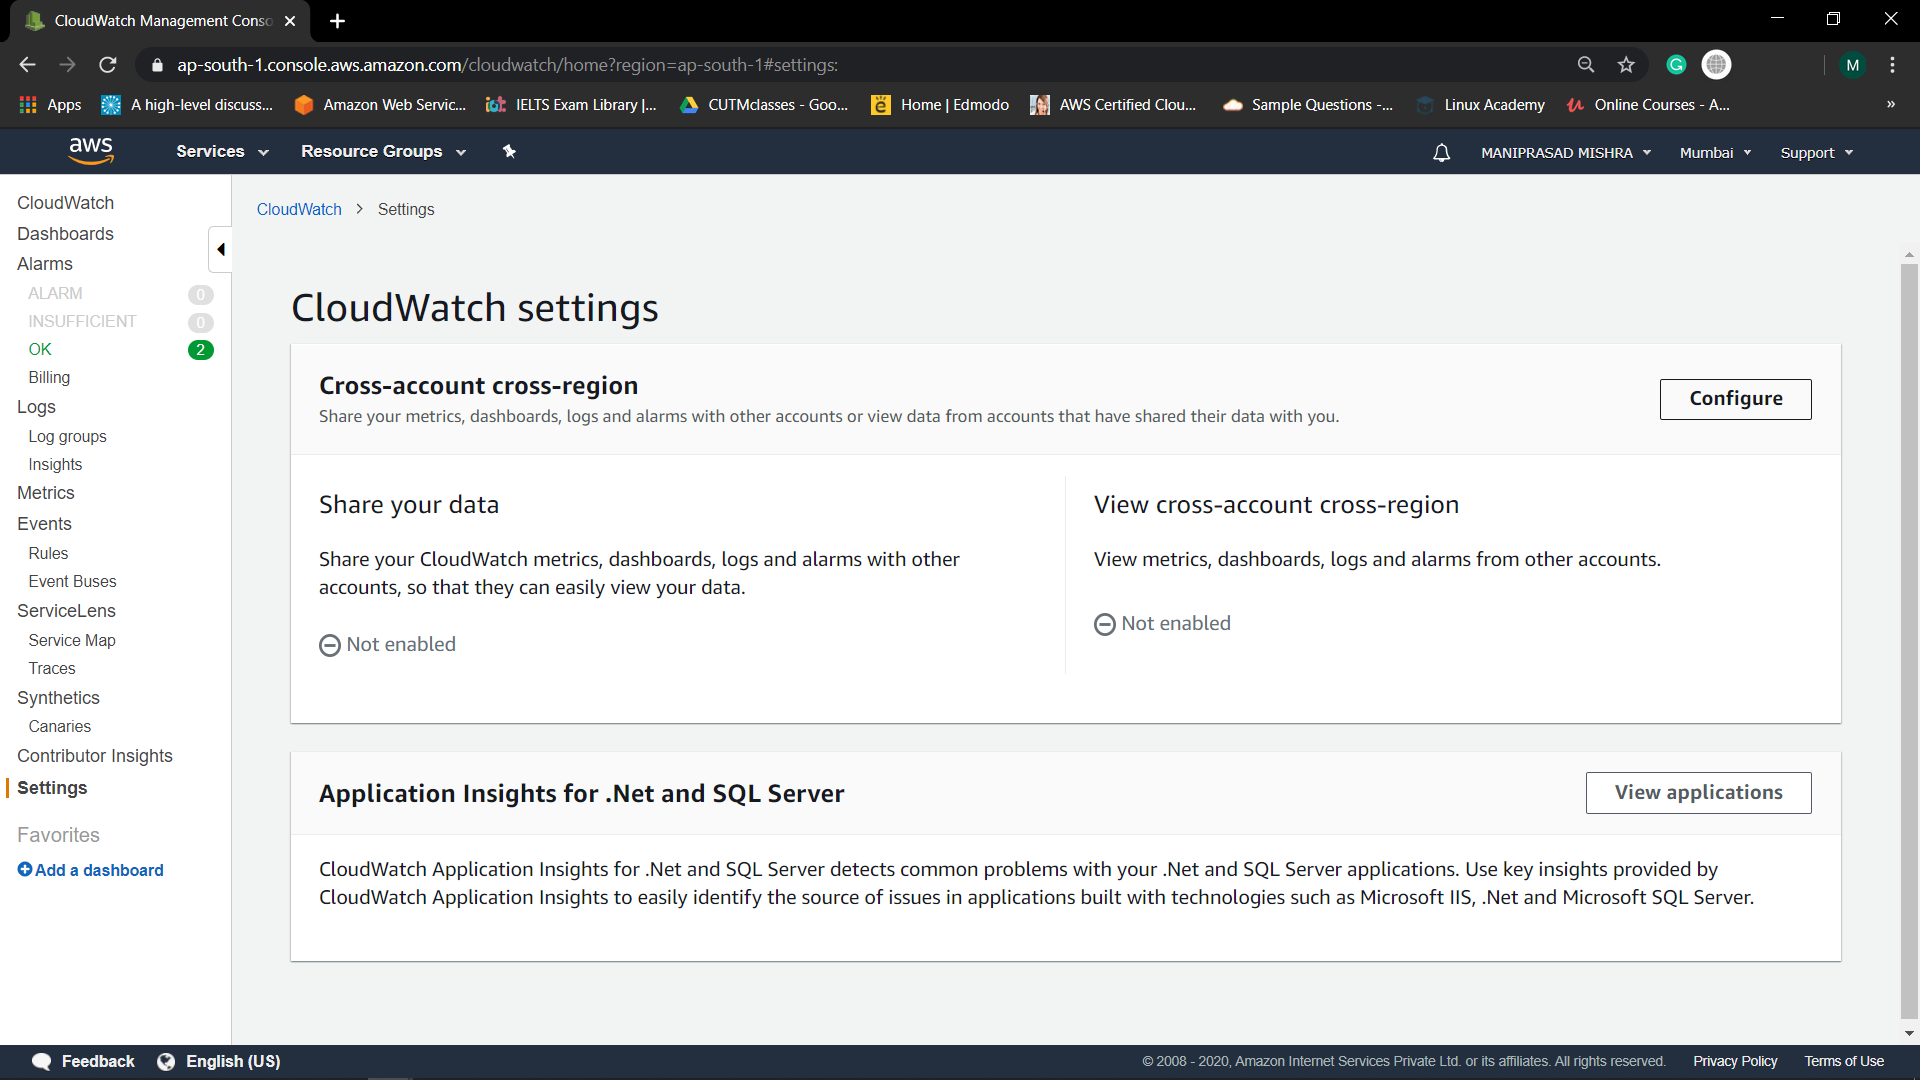 CloudWatch Management Conso
ap-south-1.console.aws.amazon.com/cloudwatch/home?region=ap-south-1#settings:
M
Apps
A high-level discuss...
Amazon Web Servic...
IELTS Exam Library |...
CUTMclasses - Goo...
Home | Edmodo
AWS Certified Clou...
Sample Questions -...
Linux Academy
Online Courses - A...
»
aws
Services
Resource Groups
MANIPRASAD MISHRA
Mumbai
Support
CloudWatch
Dashboards
Alarms
ALARM 0
INSUFFICIENT 0
OK 2
Billing
Logs
Log groups
Insights
Metrics
Events
Rules
Event Buses
ServiceLens
Service Map
Traces
Synthetics
Canaries
Contributor Insights
Settings
Favorites
Add a dashboard
CloudWatch > Settings
CloudWatch settings
Cross-account cross-region
Share your metrics, dashboards, logs and alarms with other accounts or view data from accounts that have shared their data with you.
Configure
Share your data
Share your CloudWatch metrics, dashboards, logs and alarms with other
accounts, so that they can easily view your data.
Not enabled
View cross-account cross-region
View metrics, dashboards, logs and alarms from other accounts.
Not enabled
Application Insights for .Net and SQL Server
View applications
CloudWatch Application Insights for .Net and SQL Server detects common problems with your .Net and SQL Server applications. Use key insights provided by
CloudWatch Application Insights to easily identify the source of issues in applications built with technologies such as Microsoft IIS, .Net and Microsoft SQL Server.
Feedback
English (US)
© 2008 - 2020, Amazon Internet Services Private Ltd. or its affiliates. All rights reserved.
Privacy Policy
Terms of Use